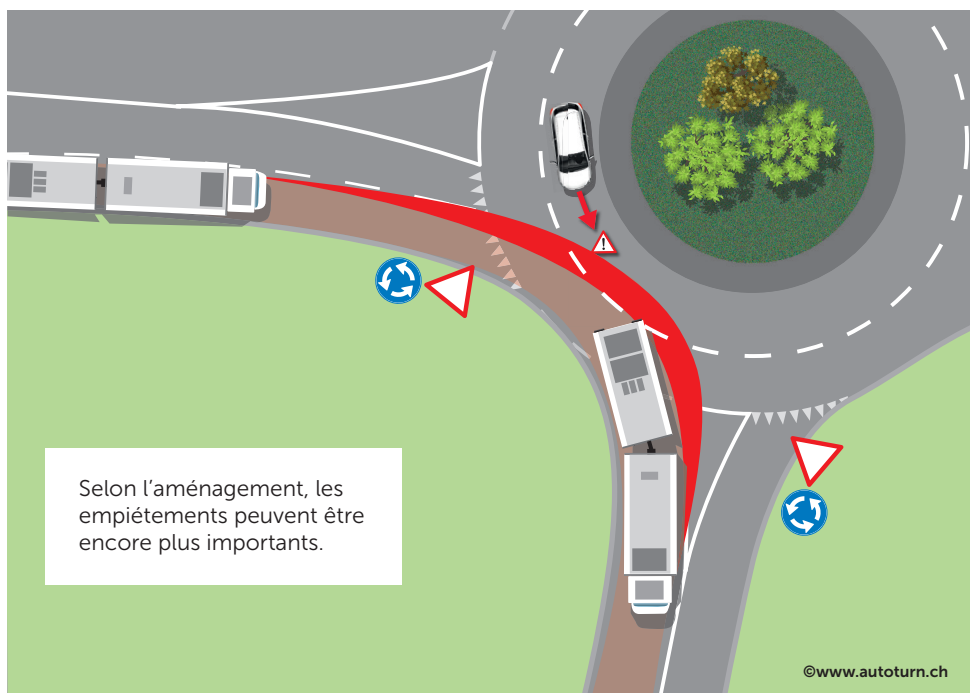 Selon l’aménagement, les
empiétements peuvent être
encore plus importants.
!
©www.autoturn.ch